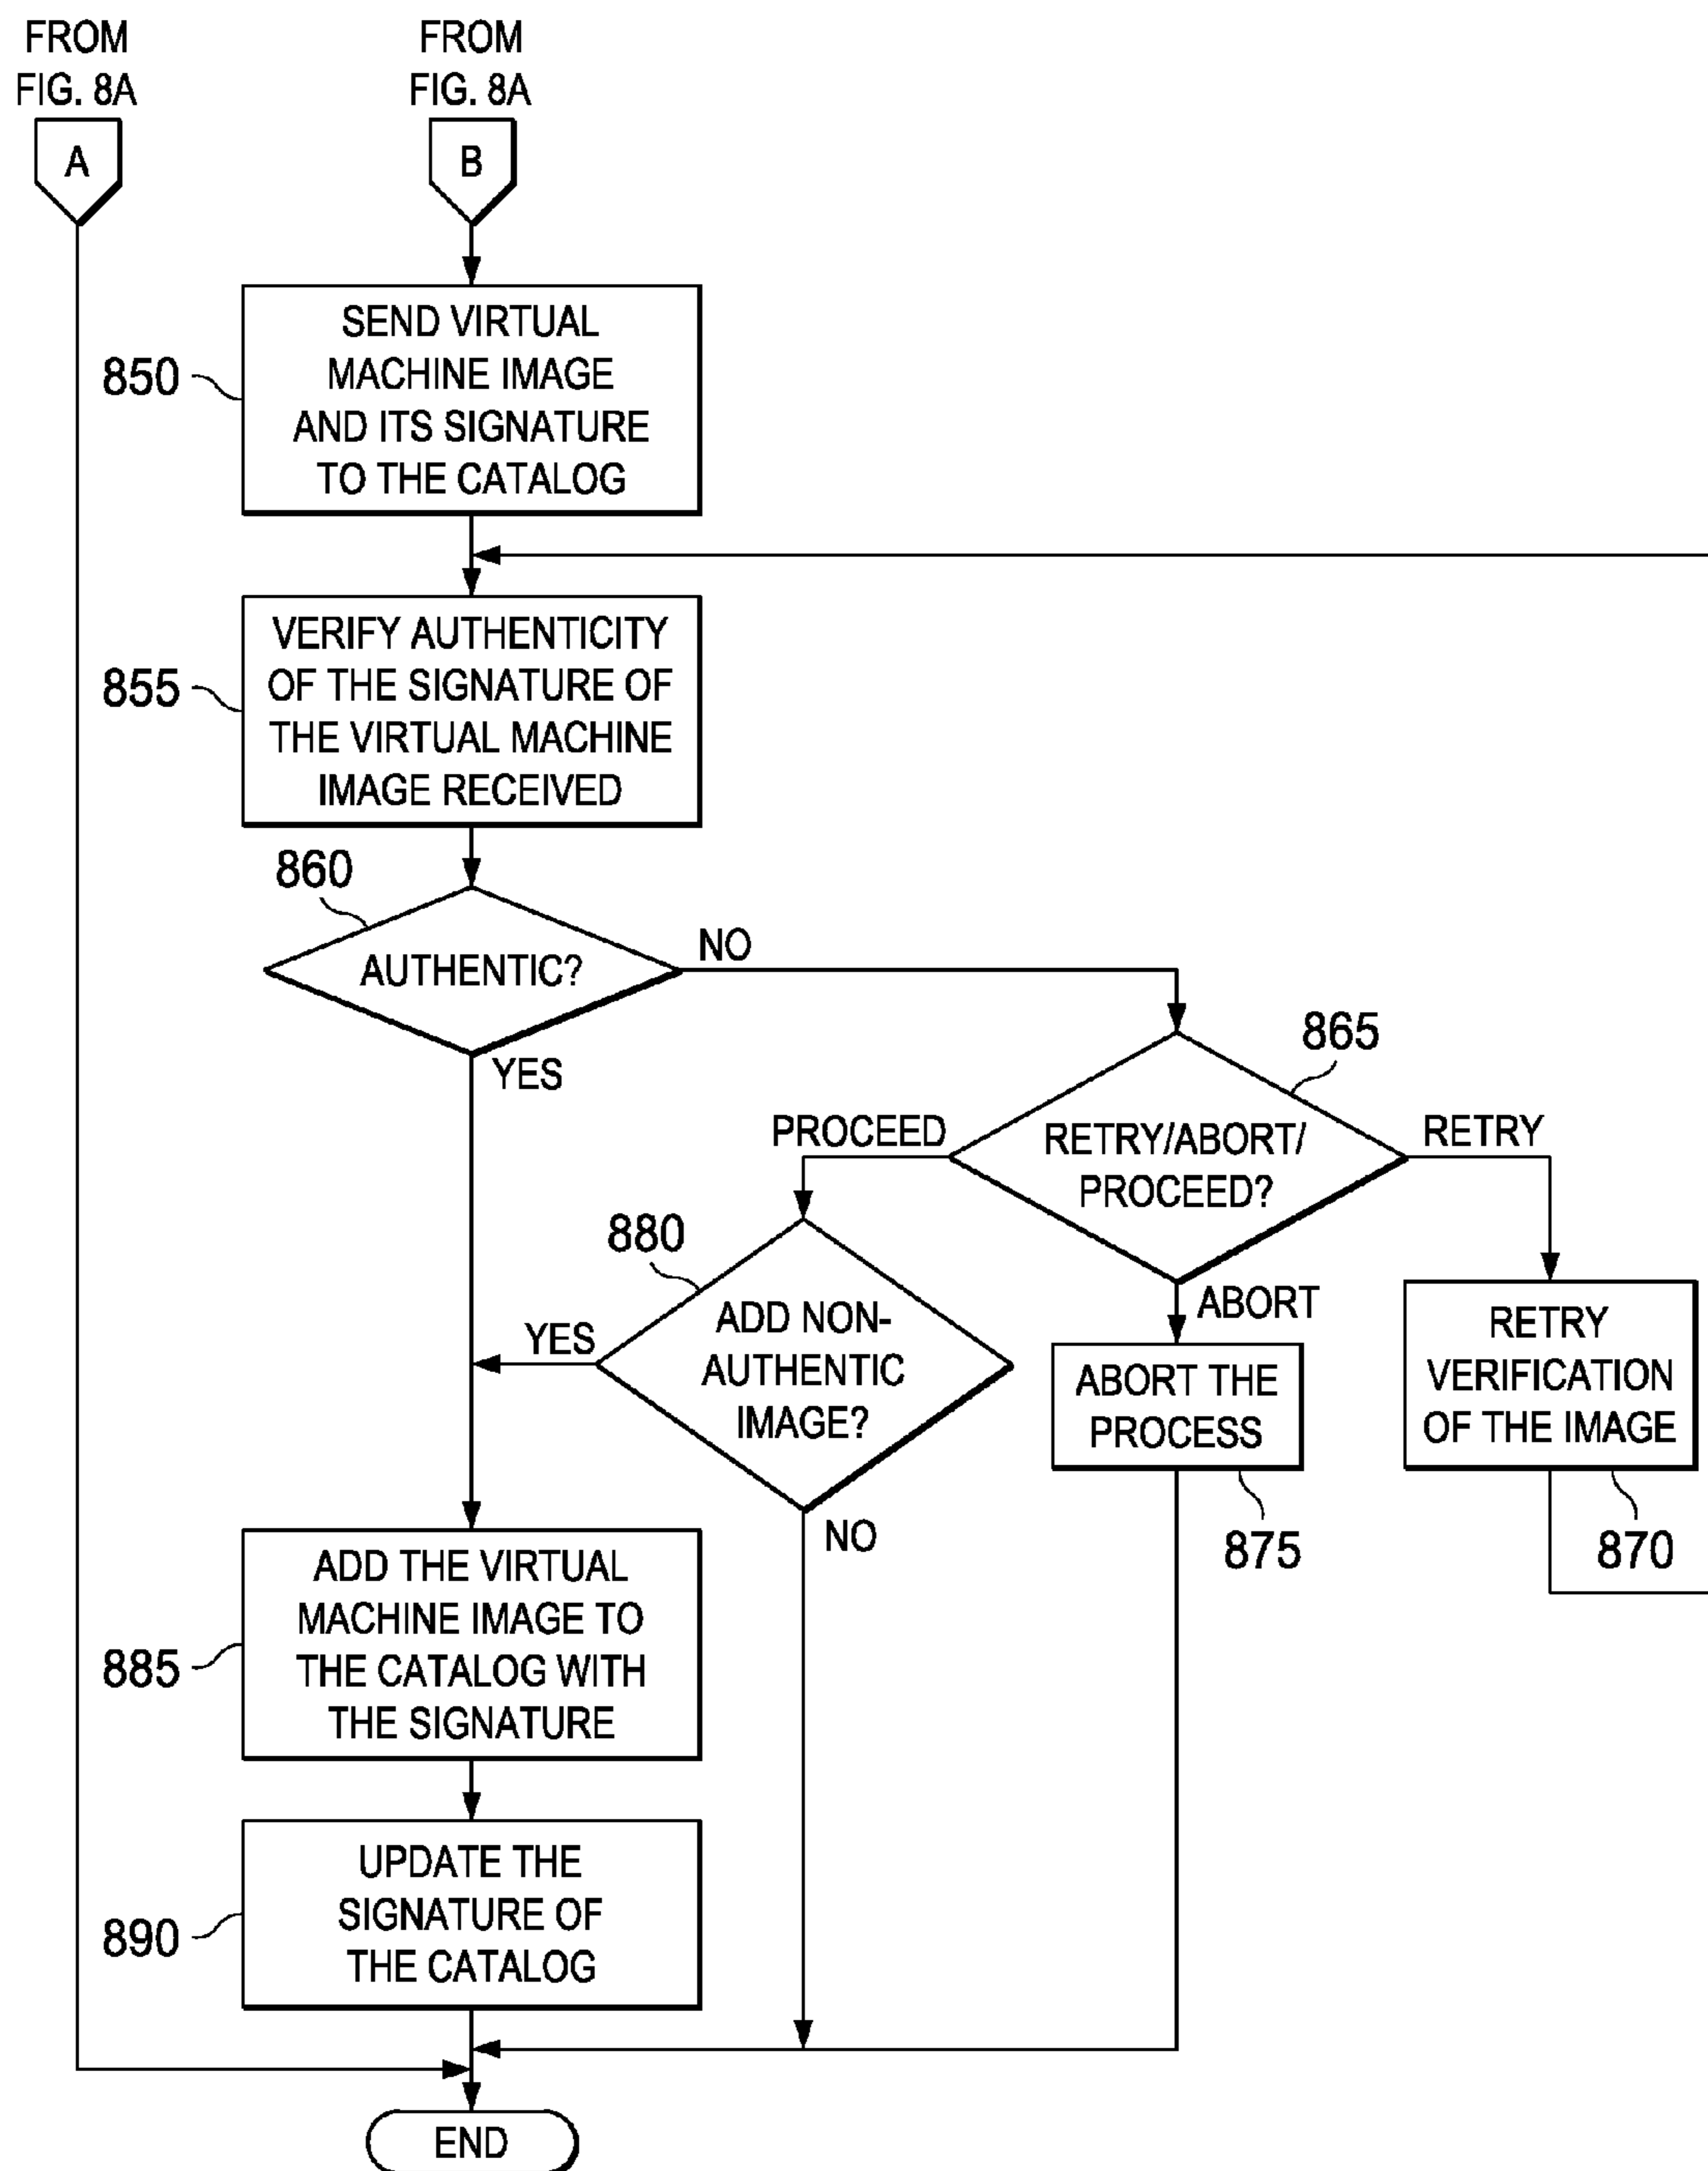 FROM
FIG. 8A
A
FROM
FIG. 8A
B
850
SEND VIRTUAL
MACHINE IMAGE
AND ITS SIGNATURE
TO THE CATALOG
855
VERIFY AUTHENTICITY
OF THE SIGNATURE OF
THE VIRTUAL MACHINE
IMAGE RECEIVED
860
AUTHENTIC?
NO
YES
865
RETRY/ABORT/
PROCEED?
PROCEED
RETRY
ABORT
880
ADD NON-
AUTHENTIC
IMAGE?
YES
NO
ABORT THE
PROCESS
875
RETRY
VERIFICATION
OF THE IMAGE
870
885
ADD THE VIRTUAL
MACHINE IMAGE TO
THE CATALOG WITH
THE SIGNATURE
890
UPDATE THE
SIGNATURE OF
THE CATALOG
END